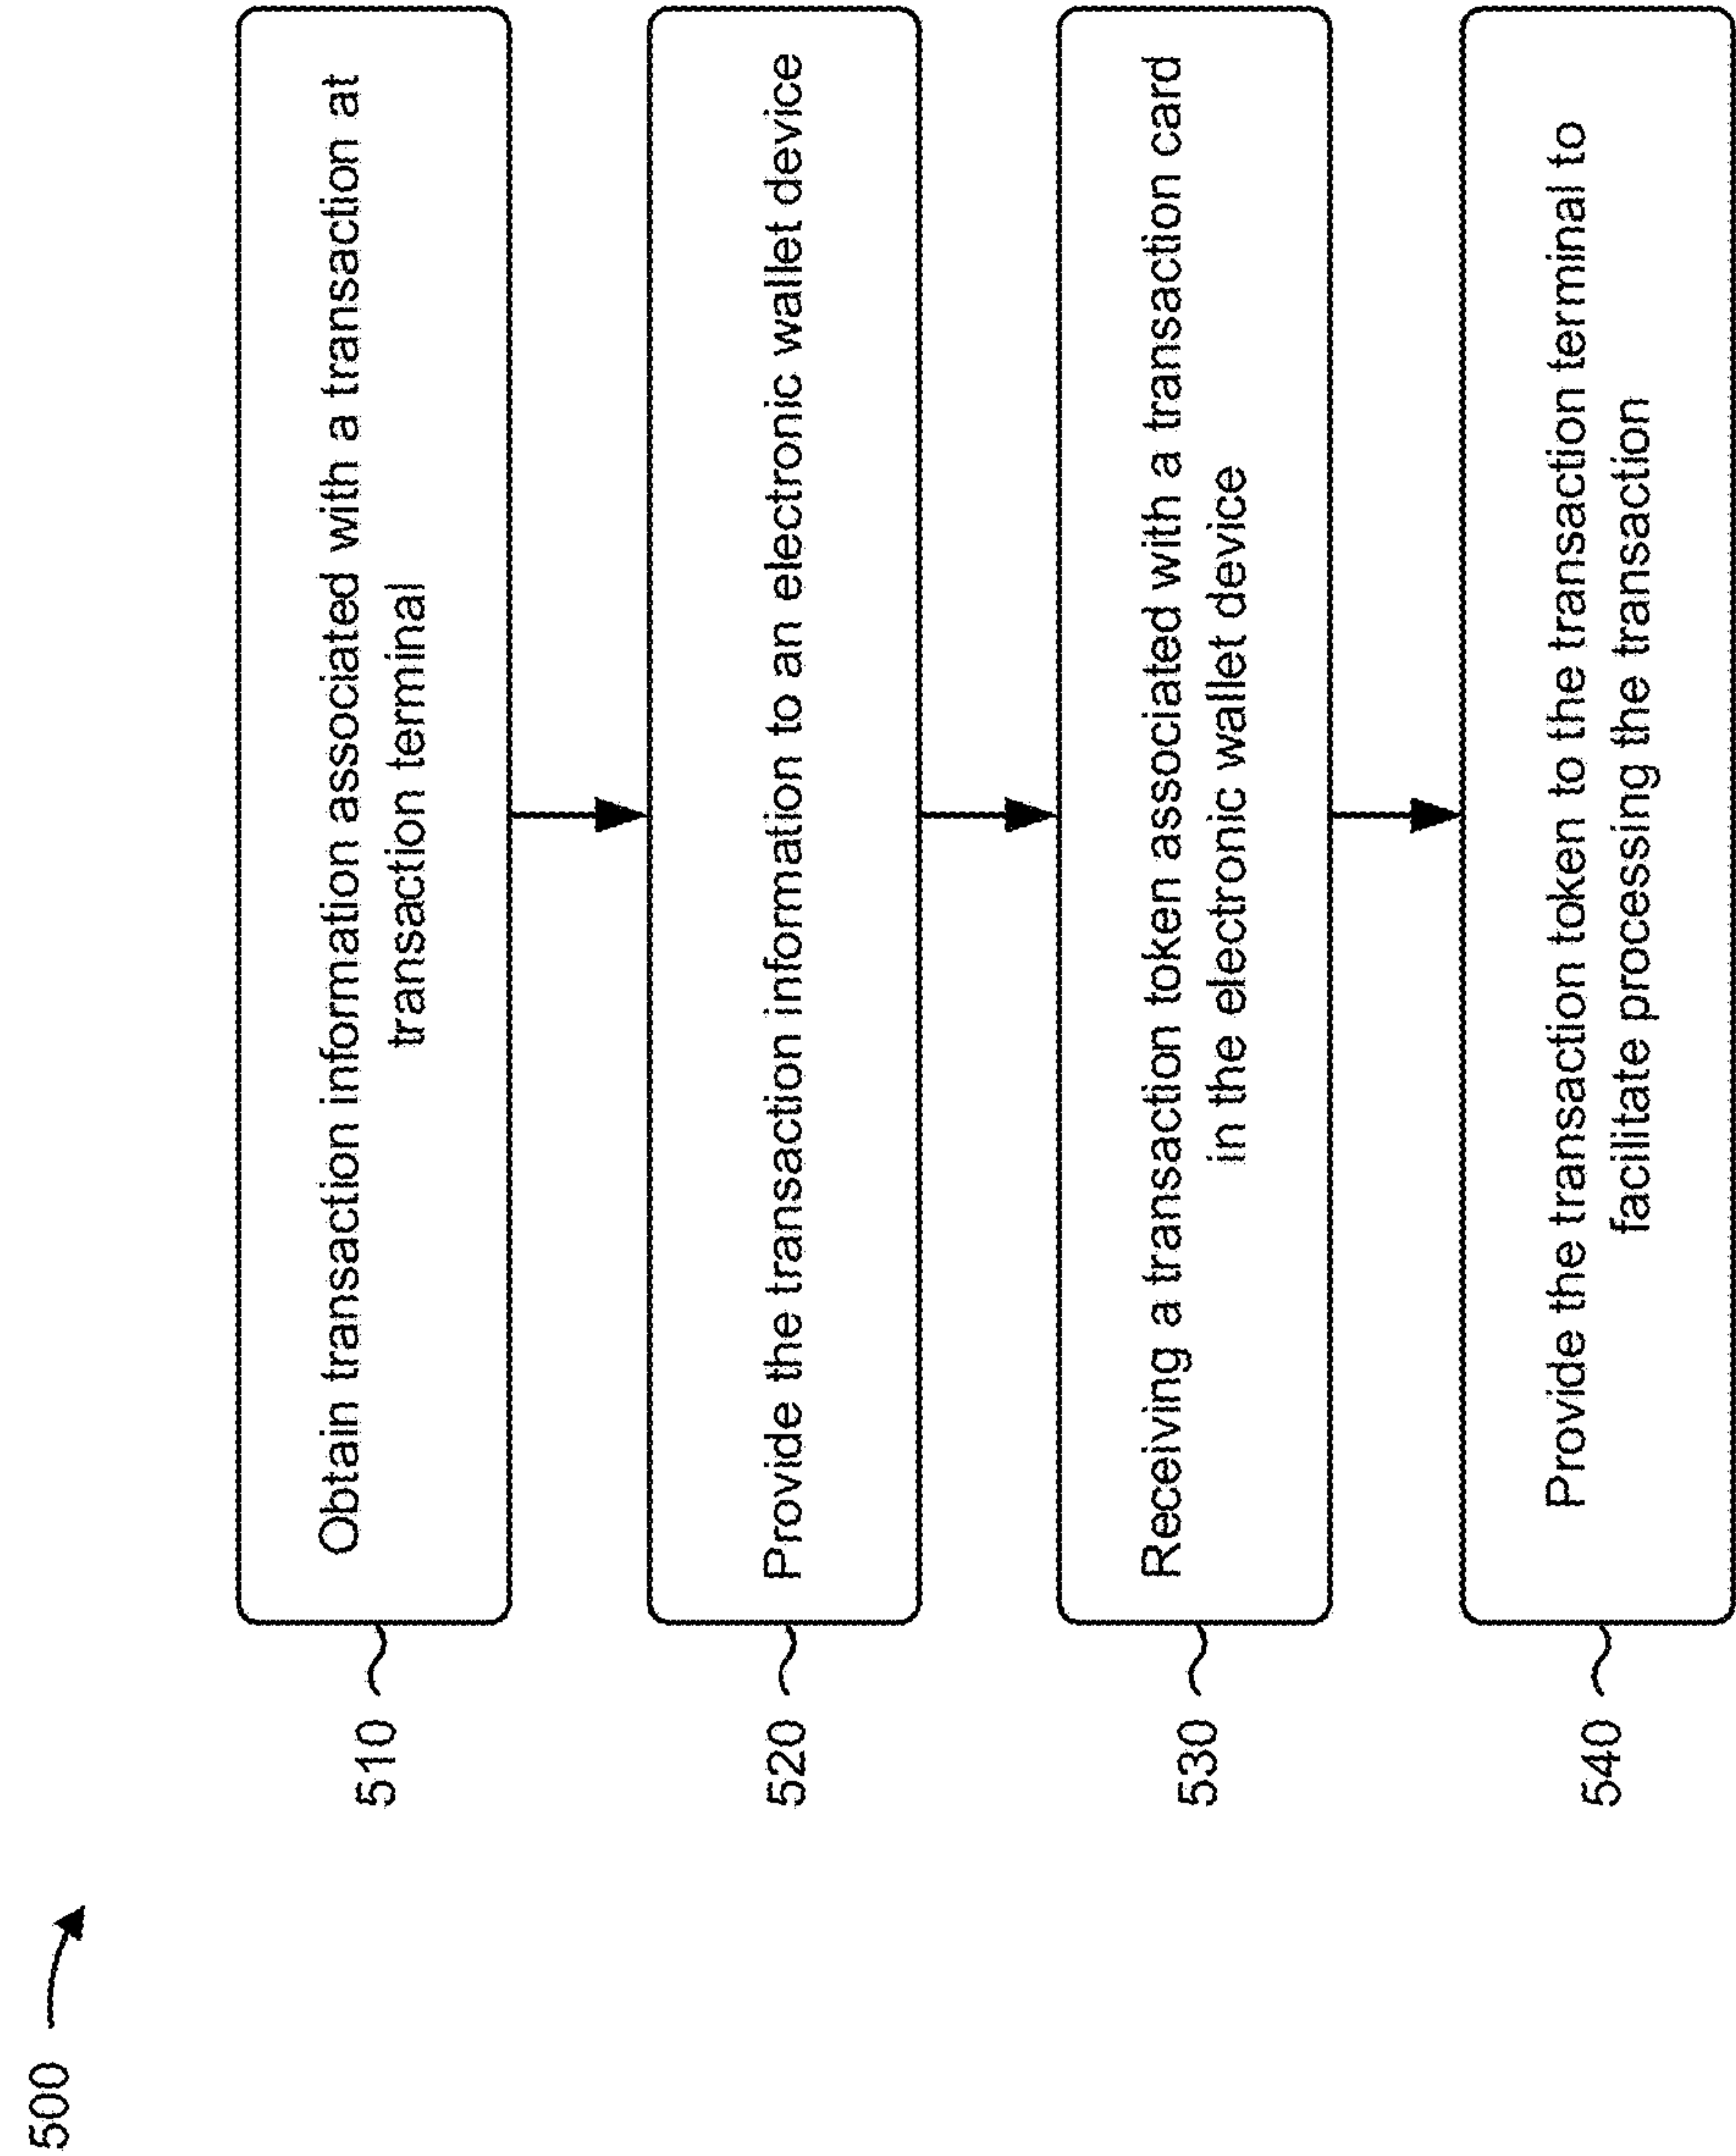 500
510
Obtain transaction information associated with a transaction at
transaction terminal
520
Provide the transaction information to an electronic wallet device
530
Receiving a transaction token associated with a transaction card
in the electronic wallet device
540
Provide the transaction token to the transaction terminal to
facilitate processing the transaction